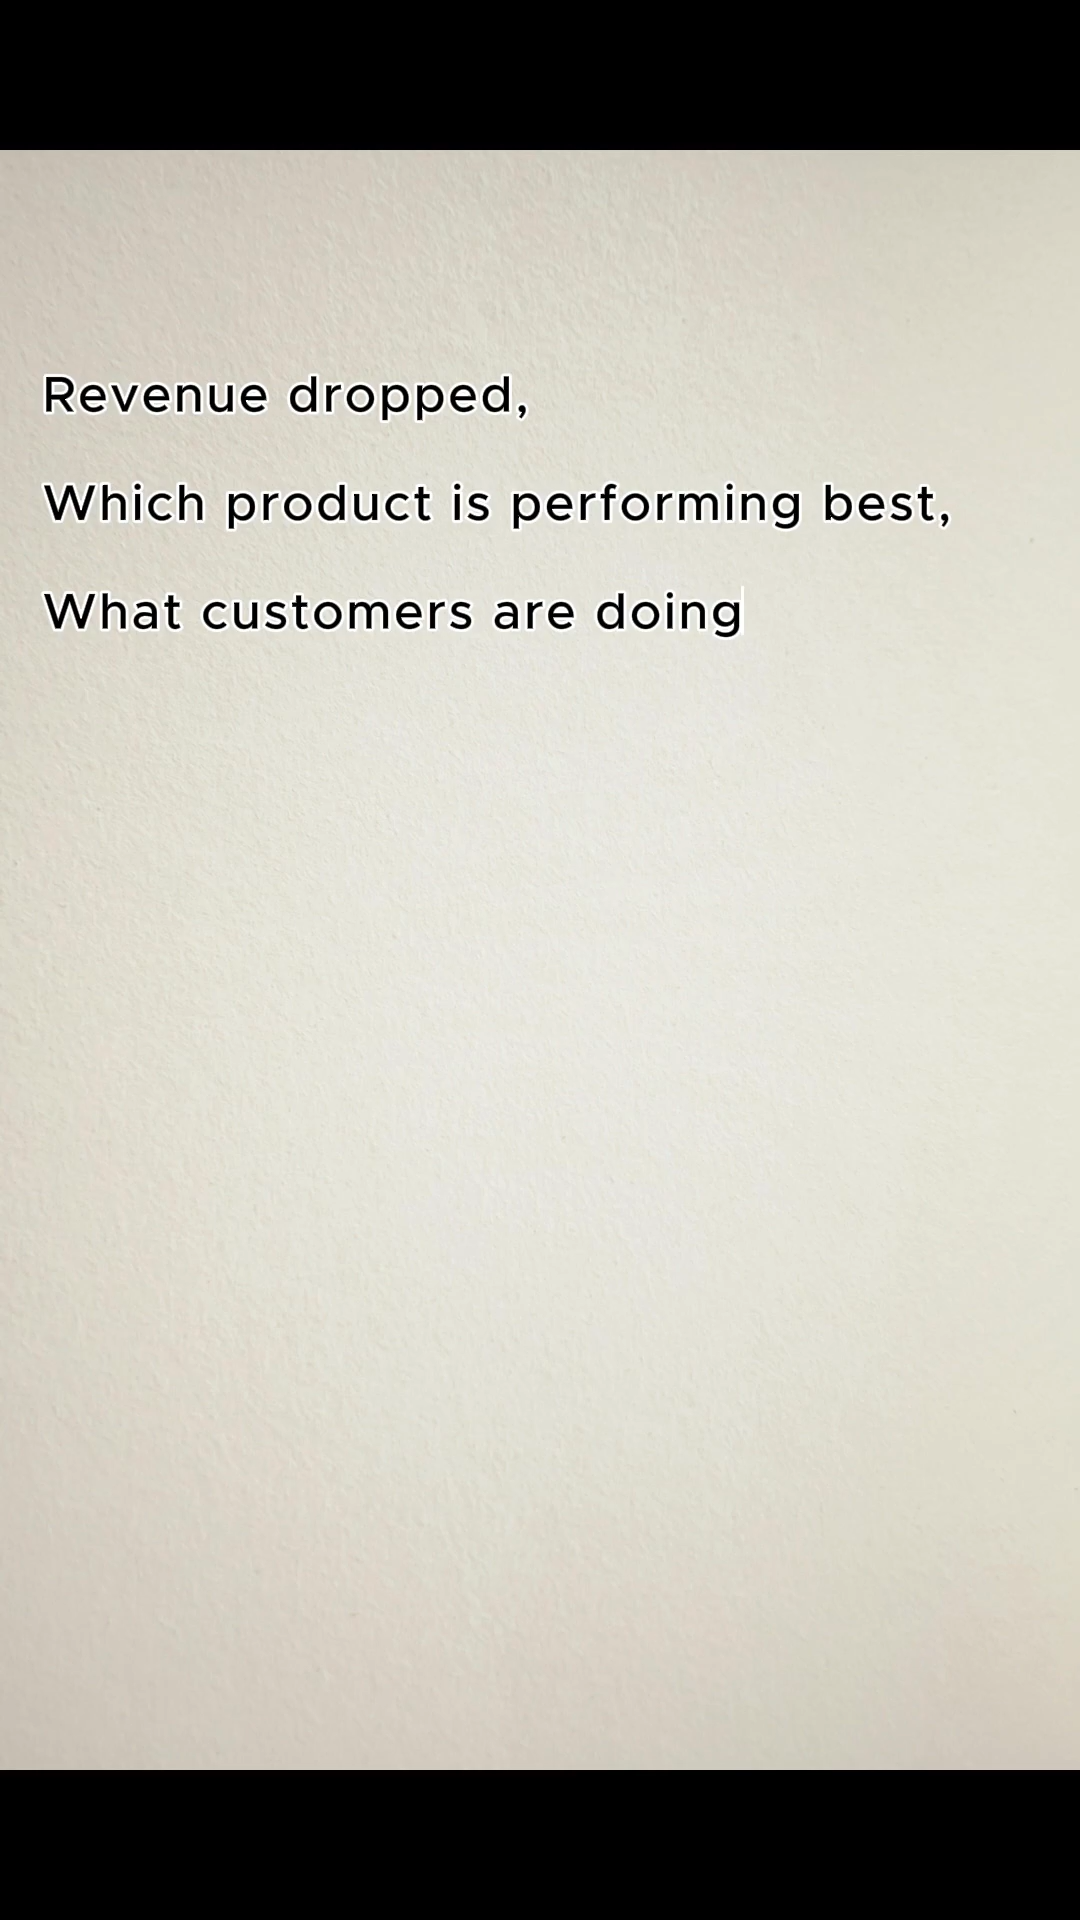 Revenue dropped,
Which product is performing best,
What customers are doing